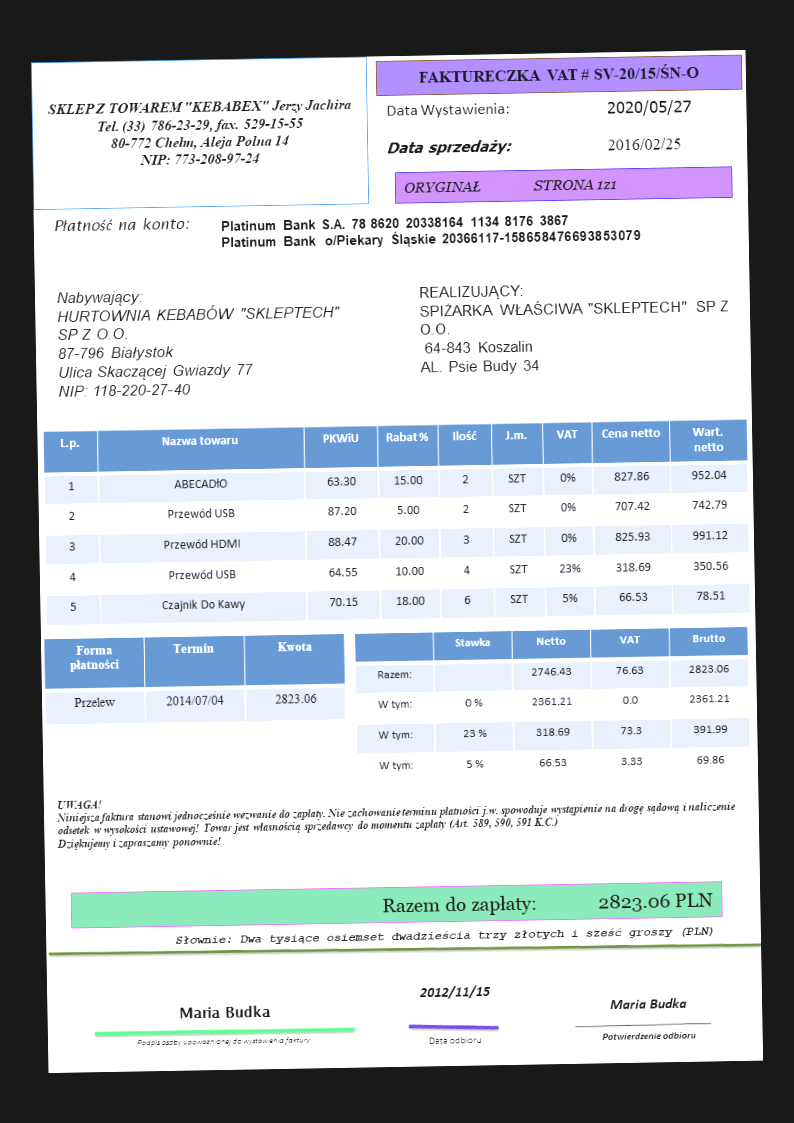 SKLEP Z TOWAREM "KEBABEX" Jerzy Jachira
Tel. (33) 786-23-29, fax. 529-15-55
80-772 Chełm, Aleja Polna 14
NIP: 773-208-97-24
FAKTURECZKA VAT # SV-20/15/ŚN-O
Data Wystawienia: 2020/05/27
Data sprzedaży: 2016/02/25
ORYGINAŁ STRONA 1z1
Płatność na konto: Platinum Bank S.A. 78 8620 20338164 1134 8176 3867
Platinum Bank o/Piekary Śląskie 20366117-158658476693853079
Nabywający:
HURTOWNIA KEBABÓW "SKLEPTECH"
SP Z O.O.
87-796 Białystok
Ulica Skaczącej Gwiazdy 77
NIP: 118-220-27-40
REALIZUJĄCY:
SPIŻARKA WŁAŚCIWA "SKLEPTECH" SP Z
O.O.
64-843 Koszalin
AL. Psie Budy 34
L.p. Nazwa towaru PKWiU Rabat % Ilość J.m. VAT Cena netto Wart. netto
1 ABECADłO 63.30 15.00 2 SZT 0% 827.86 952.04
2 Przewód USB 87.20 5.00 2 SZT 0% 707.42 742.79
3 Przewód HDMI 88.47 20.00 3 SZT 0% 825.93 991.12
4 Przewód USB 64.55 10.00 4 SZT 23% 318.69 350.56
5 Czajnik Do Kawy 70.15 18.00 6 SZT 5% 66.53 78.51
Forma płatności Termin Kwota
Przelew 2014/07/04 2823.06
Stawka Netto VAT Brutto
Razem: 2746.43 76.63 2823.06
W tym: 0 % 2361.21 0.0 2361.21
W tym: 23 % 318.69 73.3 391.99
W tym: 5 % 66.53 3.33 69.86
UWAGA!
Niniejsza faktura stanowi jednocześnie wezwanie do zapłaty. Nie zachowanie terminu płatności j.w. spowoduje wystąpienie na drogę sądową i naliczenie
odsetek w wysokości ustawowej! Towar jest własnością sprzedawcy do momentu zapłaty (Art. 589, 590, 591 K.C.)
Dziękujemy i zapraszamy ponownie!
Razem do zapłaty: 2823.06 PLN
Słownie: Dwa tysiące osiemset dwadzieścia trzy złotych i sześć groszy (PLN)
Maria Budka
Podpis osoby upoważnionej do wystawienia faktury
2012/11/15
Data odbioru
Maria Budka
Potwierdzenie odbioru